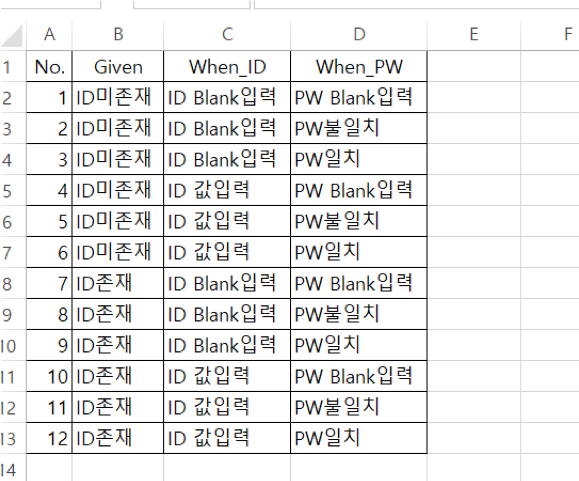 A B C D E F
1 No. Given When_ID When_PW
2 1 ID미존재 ID Blank입력 PW Blank입력
3 2 ID미존재 ID Blank입력 PW불일치
4 3 ID미존재 ID Blank입력 PW일치
5 4 ID미존재 ID 값입력 PW Blank입력
6 5 ID미존재 ID 값입력 PW불일치
7 6 ID미존재 ID 값입력 PW일치
8 7 ID존재 ID Blank입력 PW Blank입력
9 8 ID존재 ID Blank입력 PW불일치
10 9 ID존재 ID Blank입력 PW일치
11 10 ID존재 ID 값입력 PW Blank입력
12 11 ID존재 ID 값입력 PW불일치
13 12 ID존재 ID 값입력 PW일치
14